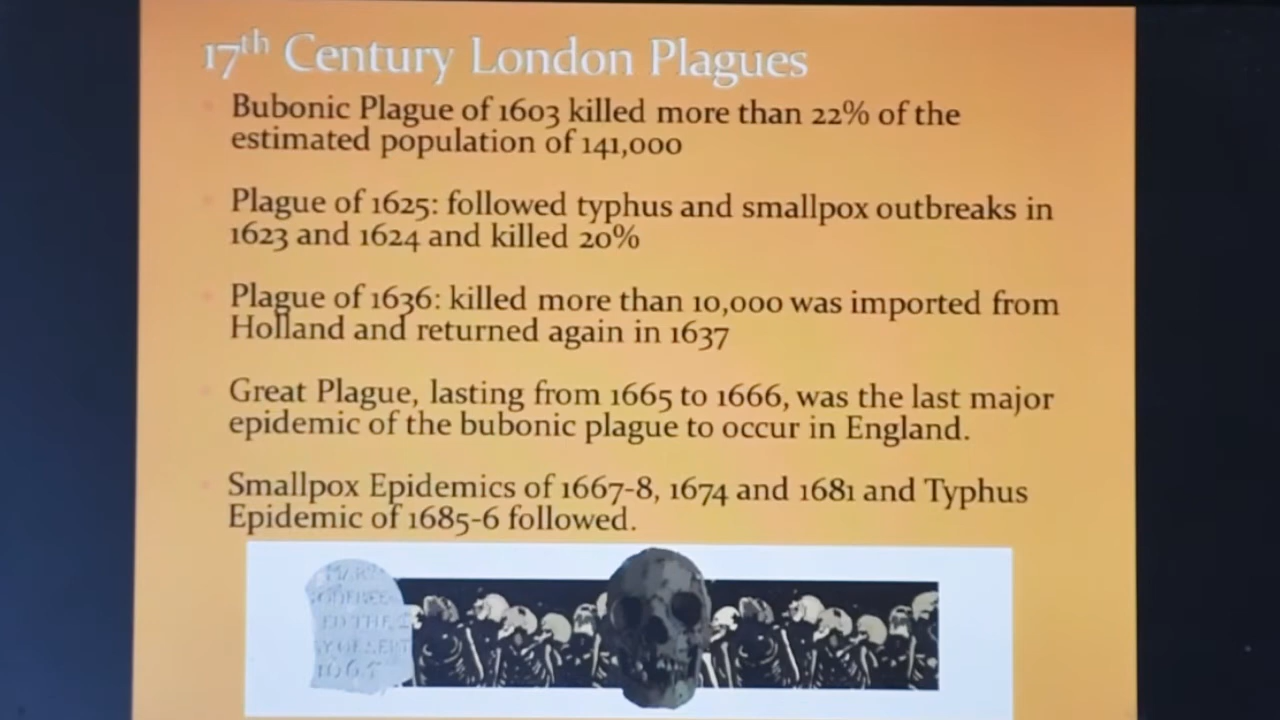 17th Century London Plagues
Bubonic Plague of 1603 killed more than 22% of the
estimated population of 141,000
Plague of 1625: followed typhus and smallpox outbreaks in
1623 and 1624 and killed 20%
Plague of 1636: killed more than 10,000 was imported from
Holland and returned again in 1637
Great Plague, lasting from 1665 to 1666, was the last major
epidemic of the bubonic plague to occur in England.
Smallpox Epidemics of 1667-8, 1674 and 1681 and Typhus
Epidemic of 1685-6 followed.
1665